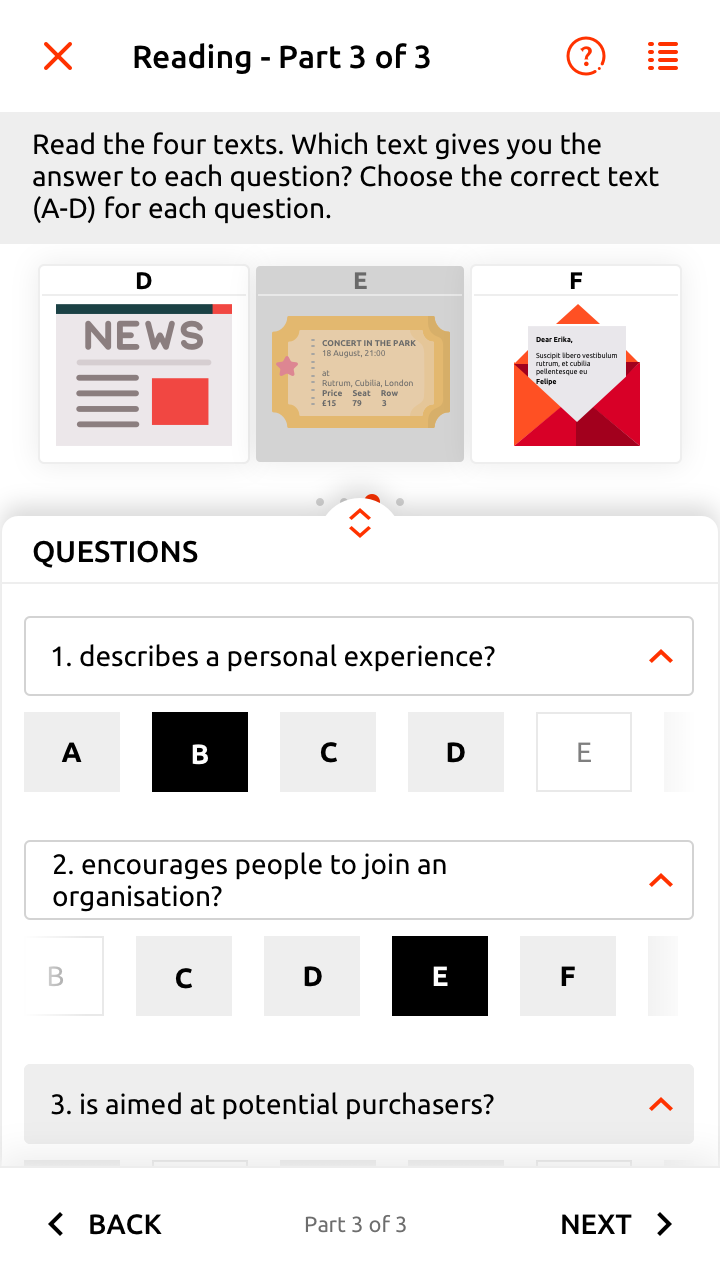 Reading - Part 3 of 3
?
Read the four texts. Which text gives you the
answer to each question? Choose the correct text
(A-D) for each question.
D
E
F
NEWS
CONCERT IN THE PARK
18 August, 21:00
at
Rutrum, Cubilia, London
Price Seat Row
£15 79 3
Dear Erika,
Suscipit libero vestibulum
rutrum, et cubilia
pellentesque eu
Felipe
QUESTIONS
1. describes a personal experience?
A B C D E
2. encourages people to join an
organisation?
B C D E F
3. is aimed at potential purchasers?
BACK
Part 3 of 3
NEXT